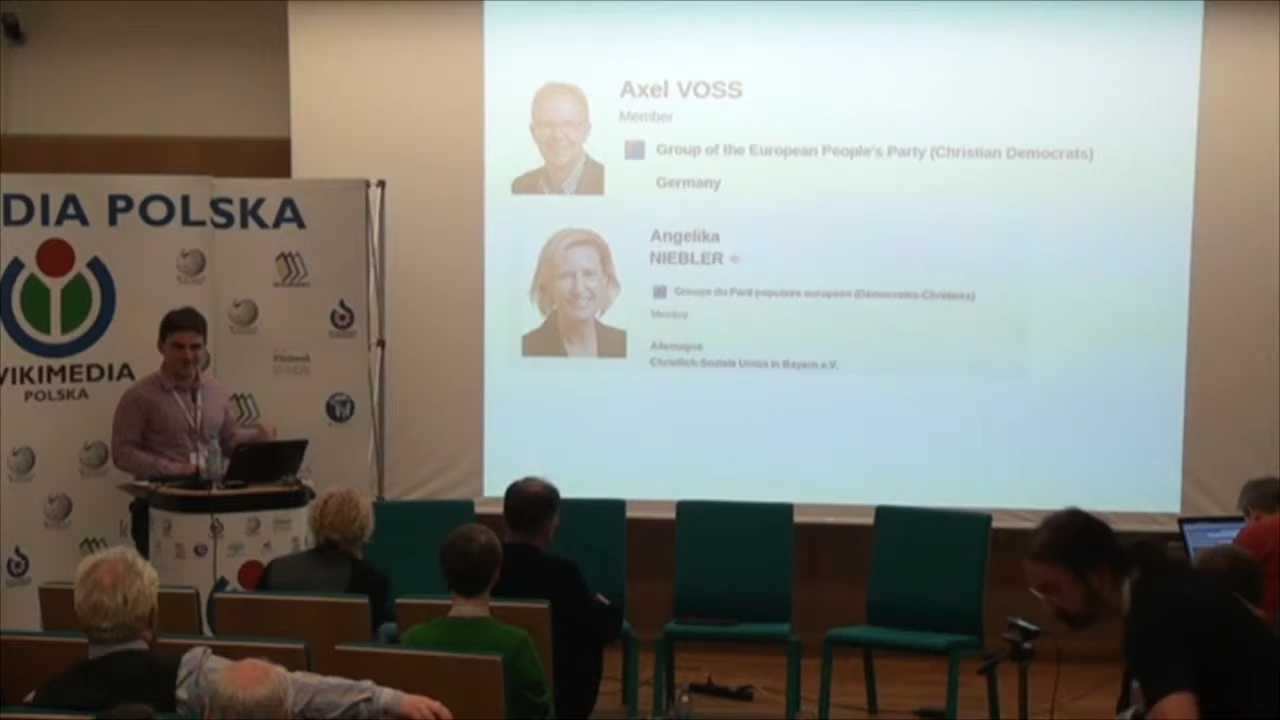 Axel VOSS
Member
Group of the European People's Party (Christian Democrats)
Germany
Angelika
NIEBLER
Groupe du Parti populaire européen (Démocrates-Chrétiens)
Membre
Allemagne
Christlich-Soziale Union in Bayern e.V.
DIA POLSKA
WIKIMEDIA
POLSKA